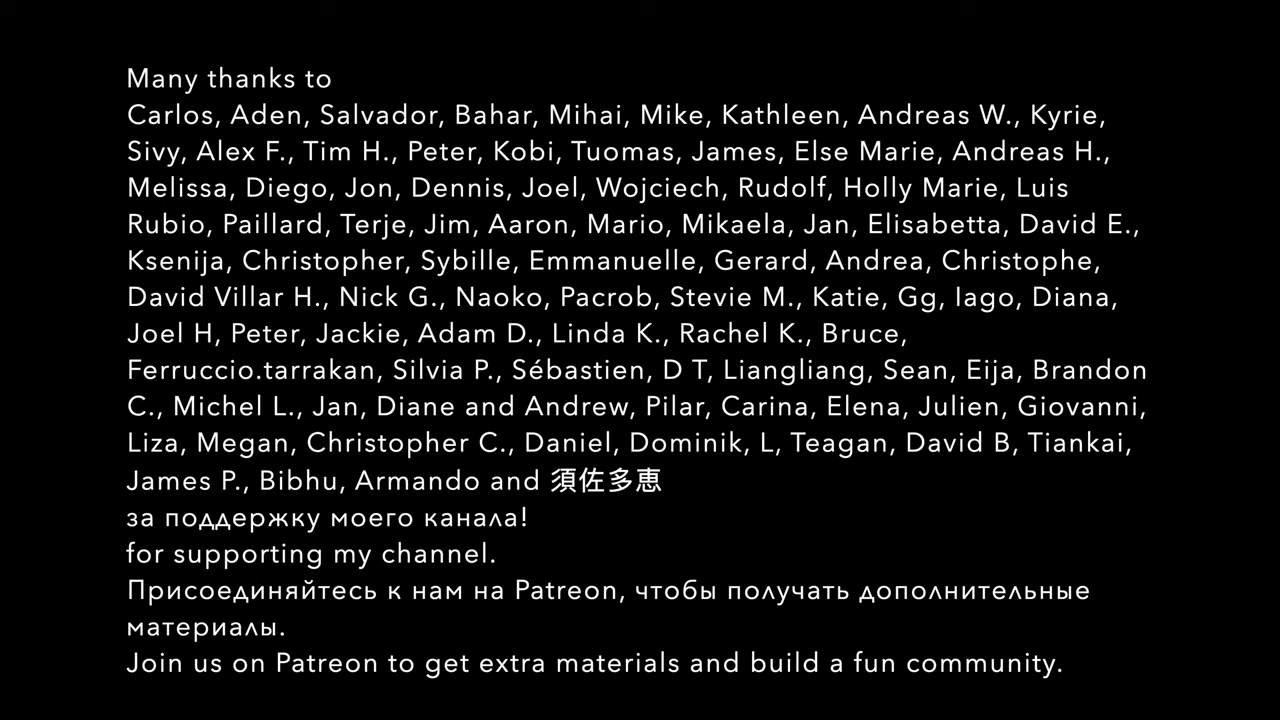 Many thanks to
Carlos, Aden, Salvador, Bahar, Mihai, Mike, Kathleen, Andreas W., Kyrie,
Sivy, Alex F., Tim H., Peter, Kobi, Tuomas, James, Else Marie, Andreas H.,
Melissa, Diego, Jon, Dennis, Joel, Wojciech, Rudolf, Holly Marie, Luis
Rubio, Paillard, Terje, Jim, Aaron, Mario, Mikaela, Jan, Elisabetta, David E.,
Ksenija, Christopher, Sybille, Emmanuelle, Gerard, Andrea, Christophe,
David Villar H., Nick G., Naoko, Pacrob, Stevie M., Katie, Gg, Iago, Diana,
Joel H, Peter, Jackie, Adam D., Linda K., Rachel K., Bruce,
Ferruccio.tarrakan, Silvia P., Sébastien, D T, Liangliang, Sean, Eija, Brandon
C., Michel L., Jan, Diane and Andrew, Pilar, Carina, Elena, Julien, Giovanni,
Liza, Megan, Christopher C., Daniel, Dominik, L, Teagan, David B, Tiankai,
James P., Bibhu, Armando and 須佐多恵
за поддержку моего канала!
for supporting my channel.
Присоединяйтесь к нам на Patreon, чтобы получать дополнительные
материалы.
Join us on Patreon to get extra materials and build a fun community.